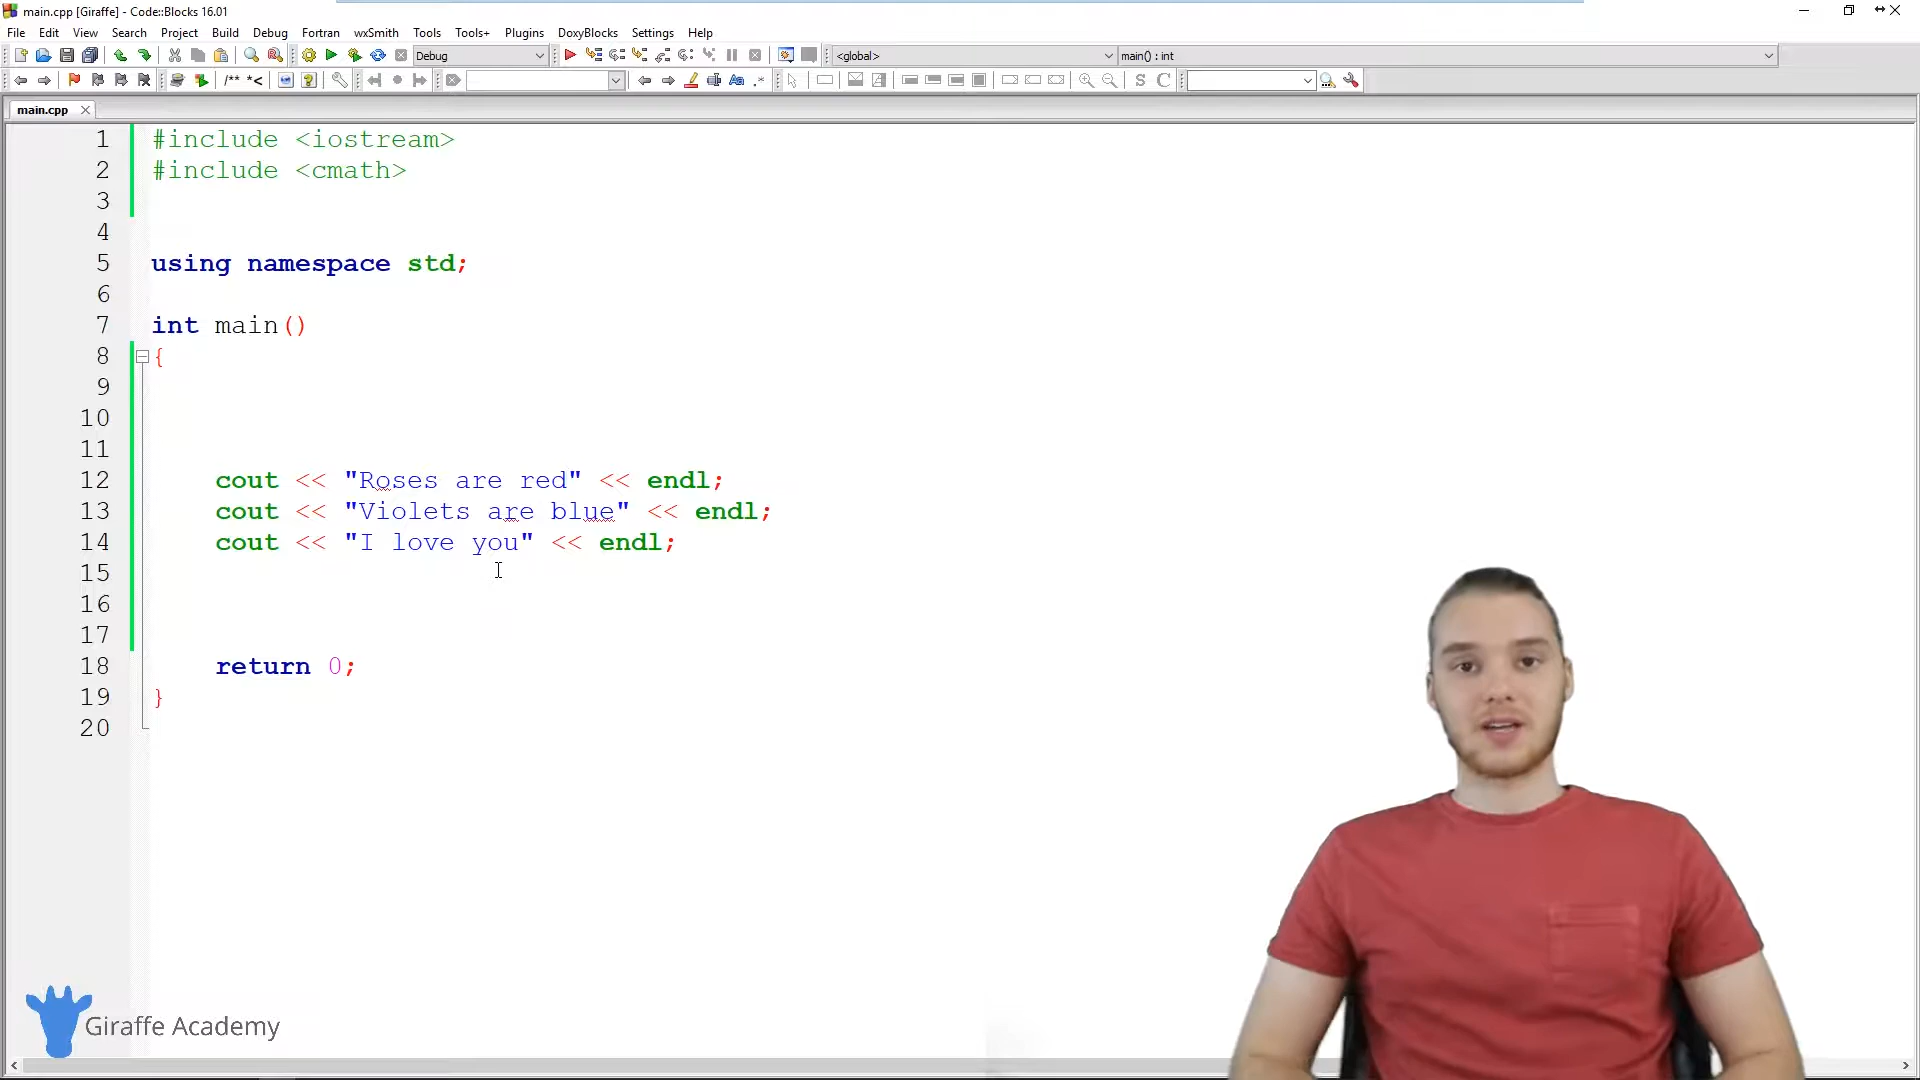 main.cpp [Giraffe] - Code::Blocks 16.01
File Edit View Search Project Build Debug Fortran wxSmith Tools Tools+ Plugins DoxyBlocks Settings Help
Debug <global> main() : int
/** *< Aa .* S C
main.cpp
1 #include <iostream>
2 #include <cmath>
3
4
5 using namespace std;
6
7 int main()
8 {
9
10
11
12 cout << "Roses are red" << endl;
13 cout << "Violets are blue" << endl;
14 cout << "I love you" << endl;
15
16
17
18 return 0;
19 }
20
Giraffe Academy